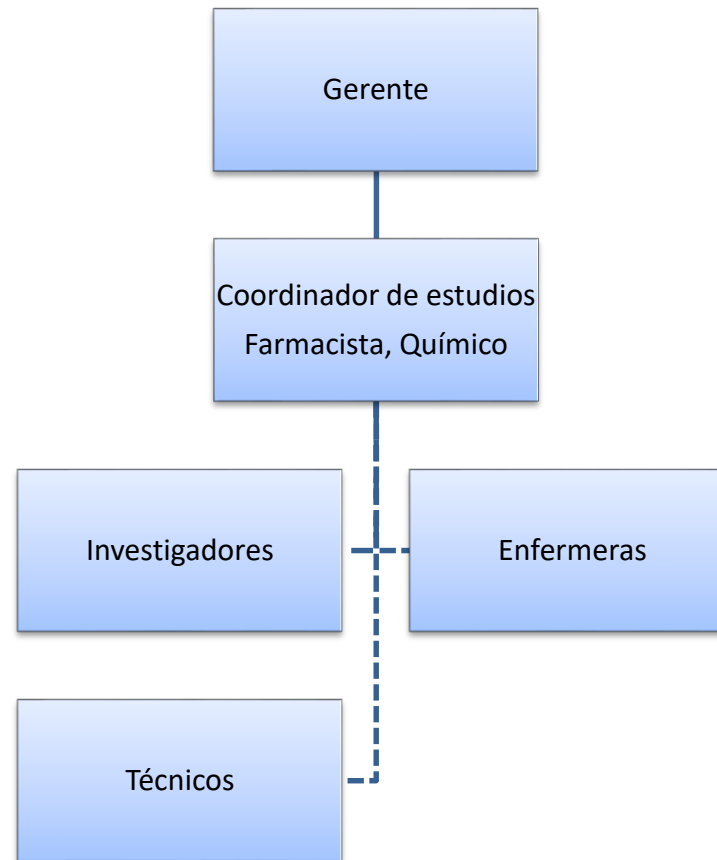 Gerente
Coordinador de estudios
Farmacista, Químico
Investigadores
Enfermeras
Técnicos